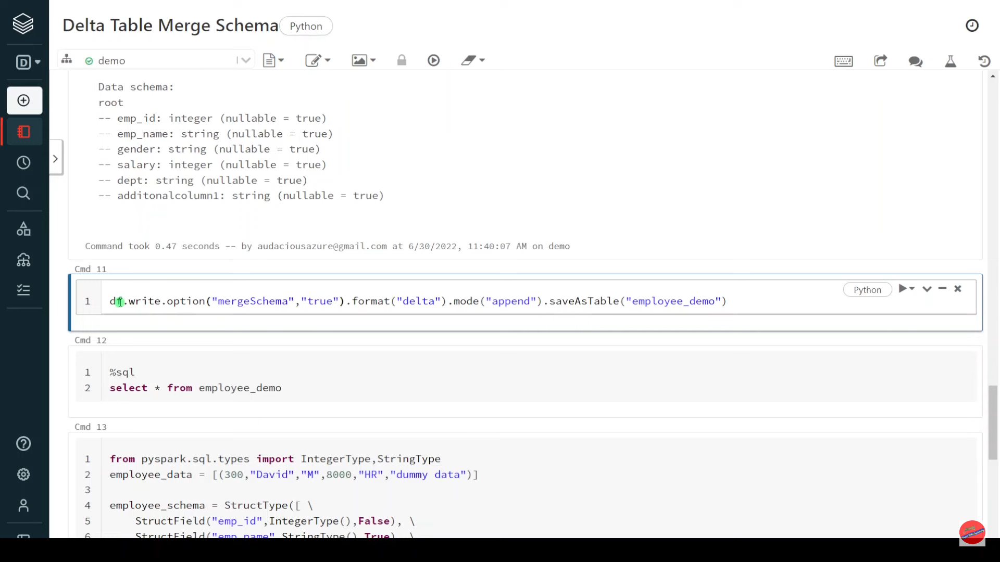 Delta Table Merge Schema Python
demo
Data schema:
root
-- emp_id: integer (nullable = true)
-- emp_name: string (nullable = true)
-- gender: string (nullable = true)
-- salary: integer (nullable = true)
-- dept: string (nullable = true)
-- additonalcolumn1: string (nullable = true)
Command took 0.47 seconds -- by audaciousazure@gmail.com at 6/30/2022, 11:40:07 AM on demo
Cmd 11
Python
1 df.write.option("mergeSchema","true").format("delta").mode("append").saveAsTable("employee_demo")
Cmd 12
1 %sql
2 select * from employee_demo
Cmd 13
1 from pyspark.sql.types import IntegerType,StringType
2 employee_data = [(300,"David","M",8000,"HR","dummy data")]
3
4 employee_schema = StructType([ \
5 StructField("emp_id",IntegerType(),False), \
6 StructField("emp_name",StringType(),True), \